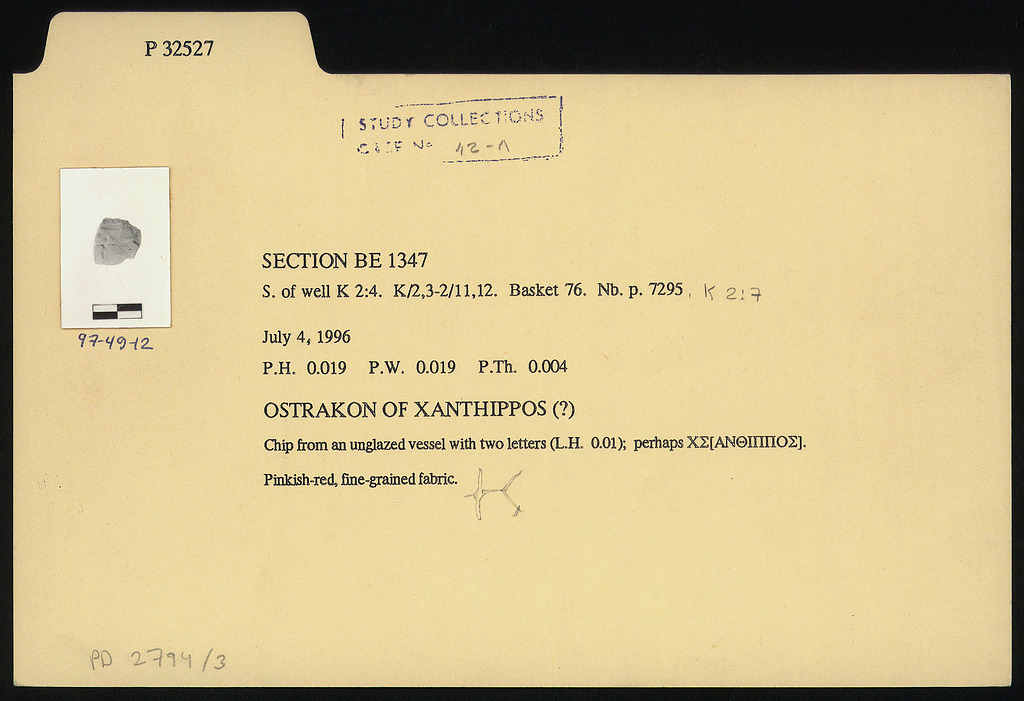 P 32527
STUDY COLLECTIONS
CASE No 42-A
SECTION BE 1347
S. of well K 2:4. K/2,3-2/11,12. Basket 76. Nb. p. 7295, K 2:7
97-49-12
July 4, 1996
P.H. 0.019 P.W. 0.019 P.Th. 0.004
OSTRAKON OF XANTHIPPOS (?)
Chip from an unglazed vessel with two letters (L.H. 0.01); perhaps ΧΣ[ΑΝΘΙΠΠΟΣ].
Pinkish-red, fine-grained fabric.
PD 2794/3